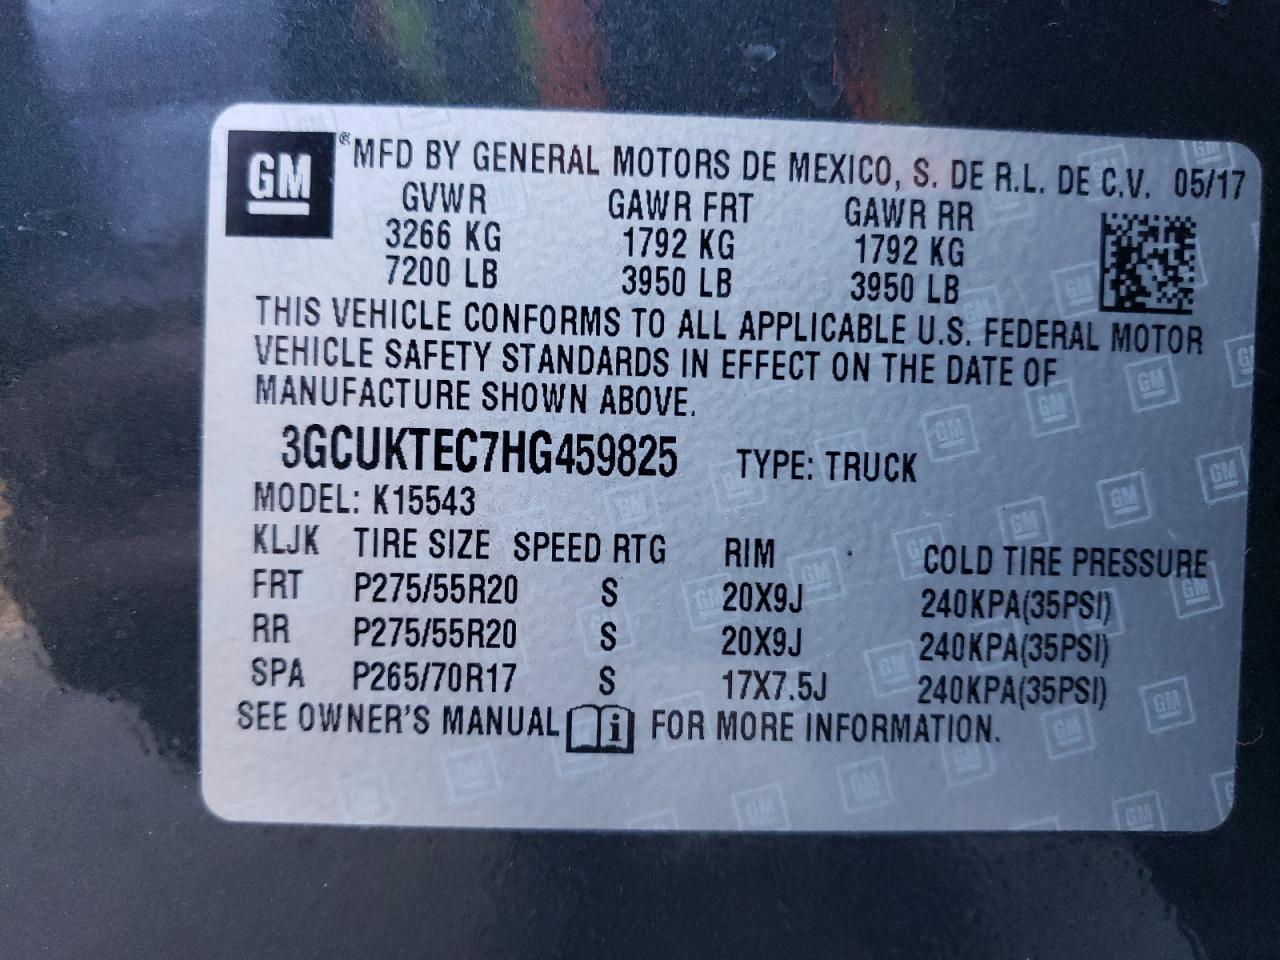 GM ® MFD BY GENERAL MOTORS DE MEXICO, S. DE R.L. DE C.V. 05/17
GVWR GAWR FRT GAWR RR
3266 KG 1792 KG 1792 KG
7200 LB 3950 LB 3950 LB
THIS VEHICLE CONFORMS TO ALL APPLICABLE U.S. FEDERAL MOTOR
VEHICLE SAFETY STANDARDS IN EFFECT ON THE DATE OF
MANUFACTURE SHOWN ABOVE.
3GCUKTEC7HG459825 TYPE: TRUCK
MODEL: K15543
KLJK TIRE SIZE SPEED RTG RIM COLD TIRE PRESSURE
FRT P275/55R20 S 20X9J 240KPA(35PSI)
RR P275/55R20 S 20X9J 240KPA(35PSI)
SPA P265/70R17 S 17X7.5J 240KPA(35PSI)
SEE OWNER'S MANUAL i FOR MORE INFORMATION.